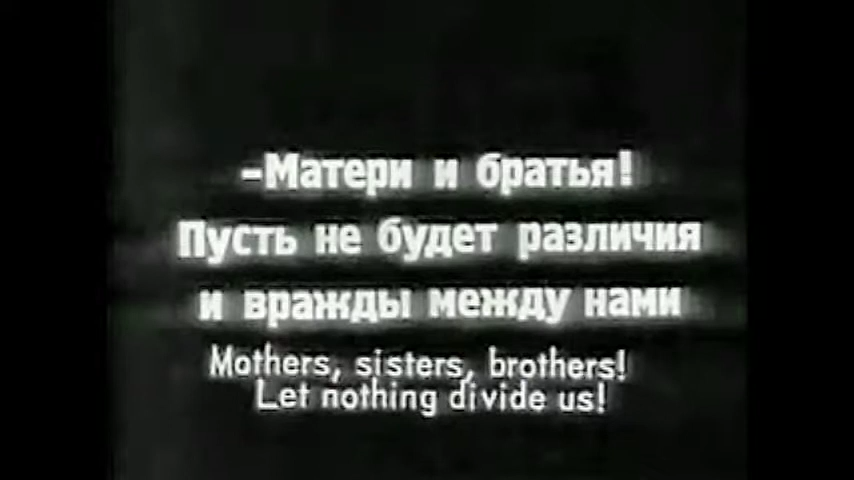 -Матери и братья!
Пусть не будет различия
и вражды между нами
Mothers, sisters, brothers!
Let nothing divide us!